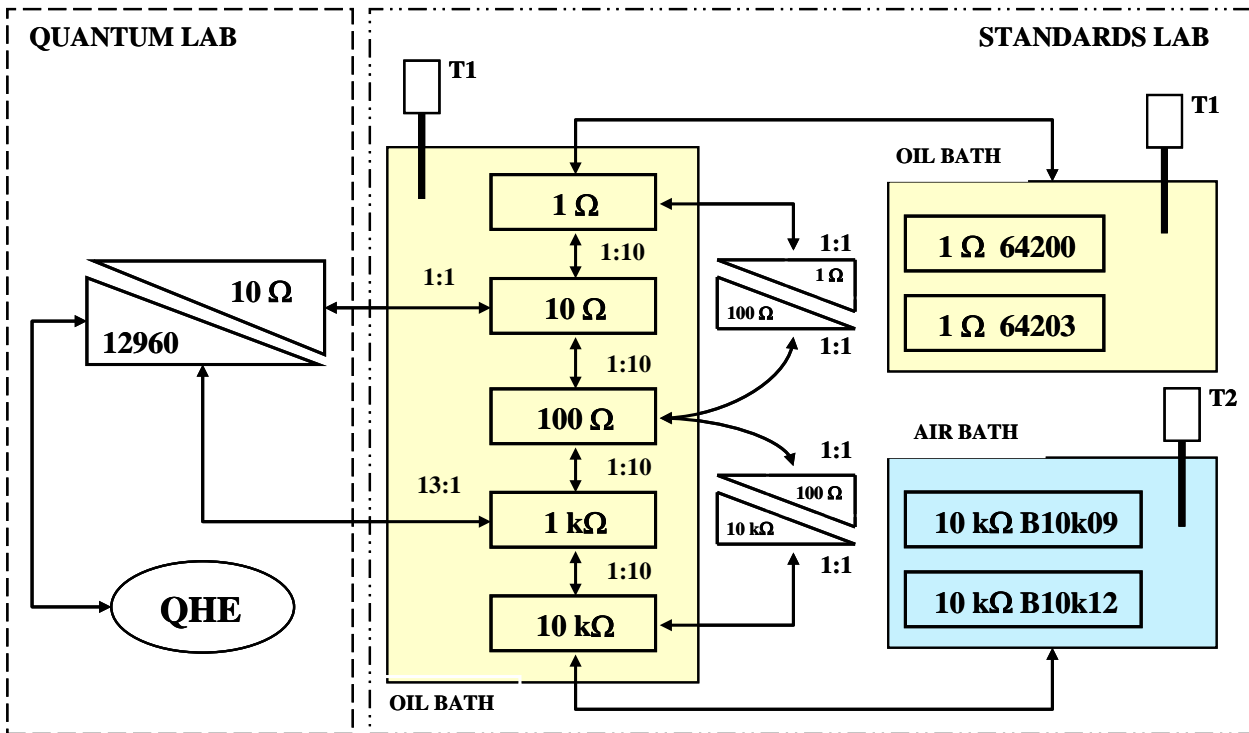 QUANTUM LAB
STANDARDS LAB
T1
T1
OIL BATH
1 Ω
1:10
1:1
1 Ω
100 Ω
1:1
1 Ω 64200
1 Ω 64203
10 Ω
12960
1:1
10 Ω
1:10
100 Ω
1:10
T2
AIR BATH
1:1
100 Ω
10 kΩ
1:1
13:1
1 kΩ
1:10
10 kΩ
10 kΩ B10k09
10 kΩ B10k12
QHE
OIL BATH